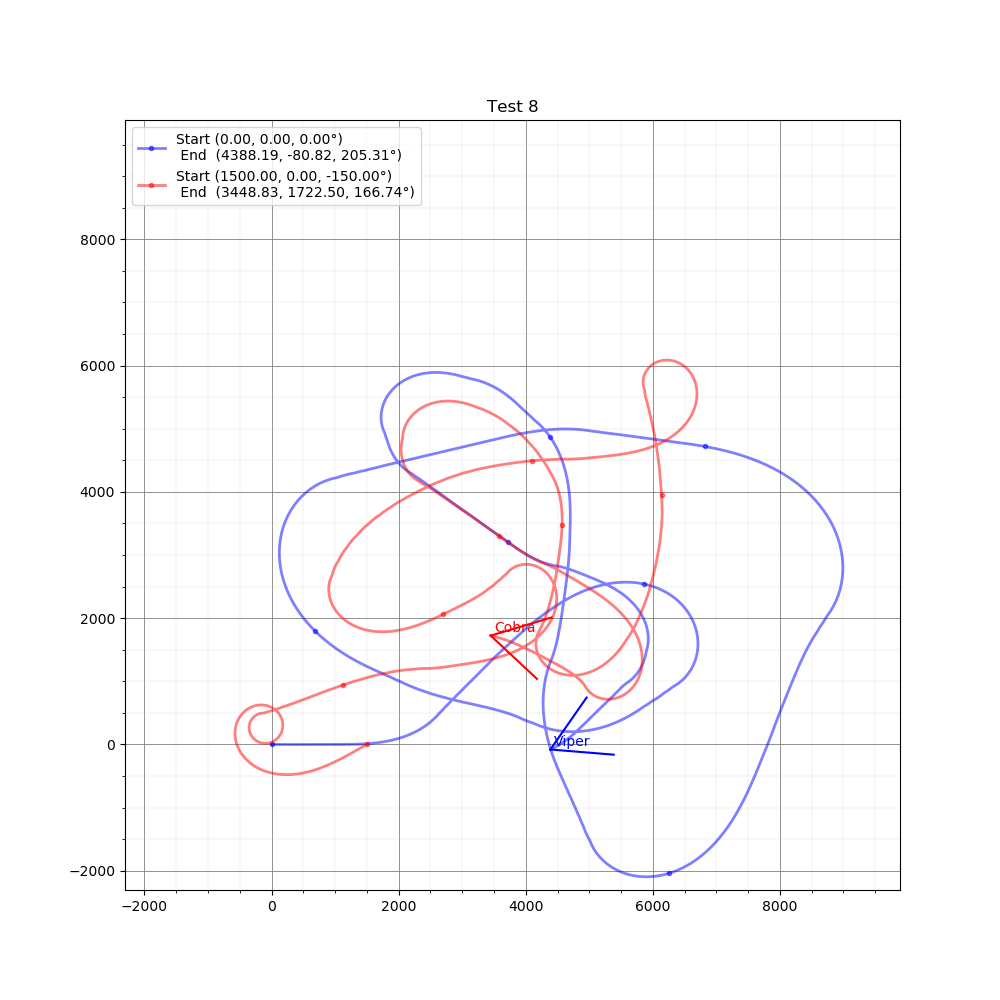 Test 8
Start (0.00, 0.00, 0.00°)
End (4388.19, -80.82, 205.31°)
Start (1500.00, 0.00, -150.00°)
End (3448.83, 1722.50, 166.74°)
8000
6000
4000
2000
0
−2000
Cobra
Viper
−2000 0 2000 4000 6000 8000